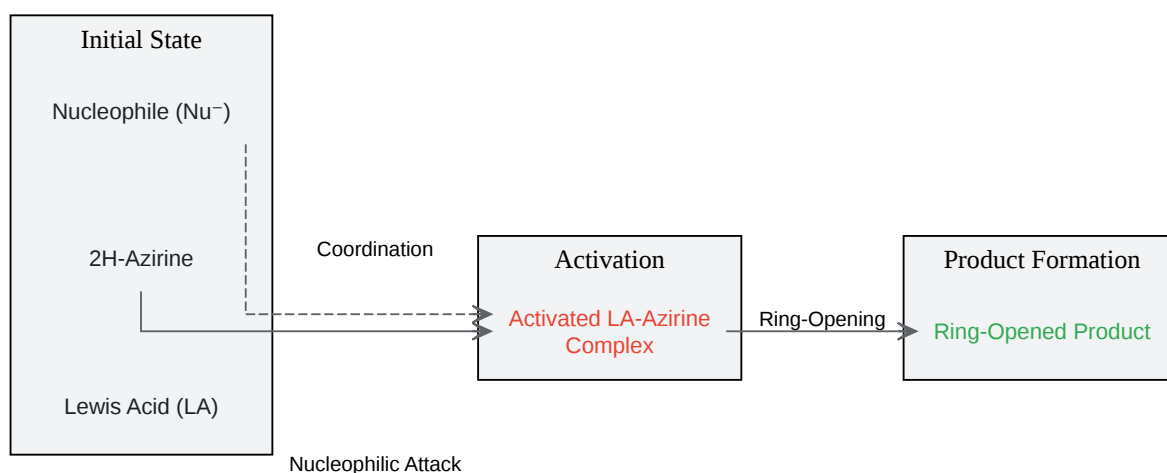 Initial State
Nucleophile (Nu⁻)
2H-Azirine
Lewis Acid (LA)
Coordination
Nucleophilic Attack
Activation
Activated LA-Azirine
Complex
Ring-Opening
Product Formation
Ring-Opened Product